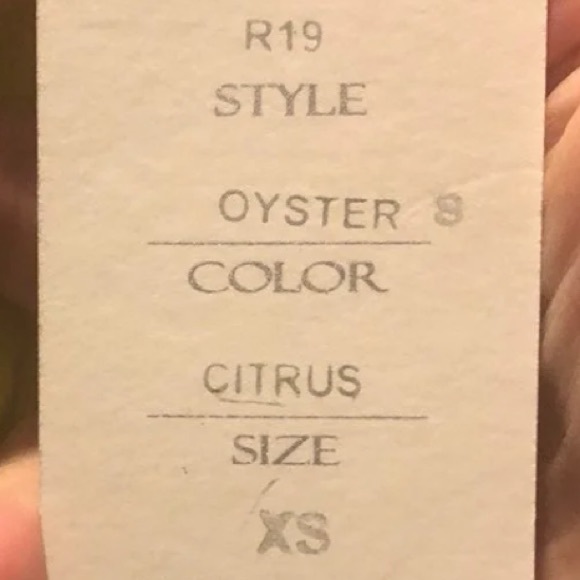 R19
STYLE
OYSTER S
COLOR
CITRUS
SIZE
XS